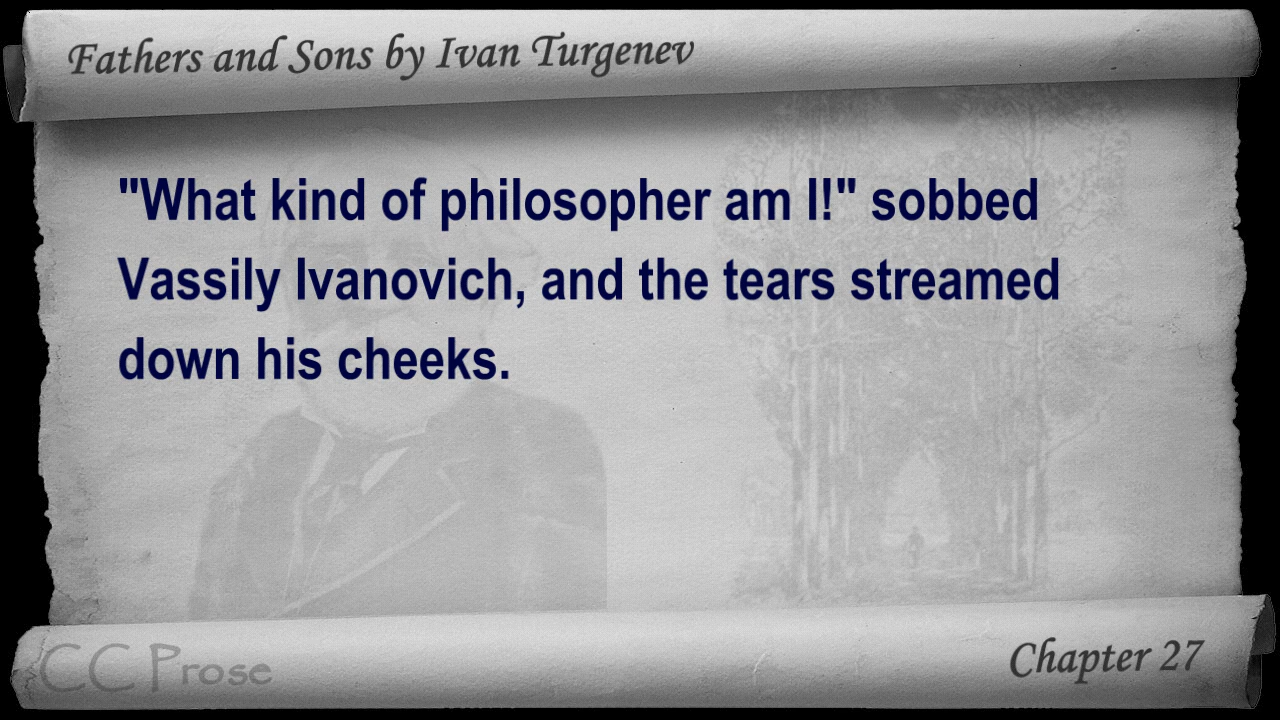 Fathers and Sons by Ivan Turgenev
"What kind of philosopher am I!" sobbed
Vassily Ivanovich, and the tears streamed
down his cheeks.
CC Prose
Chapter 27